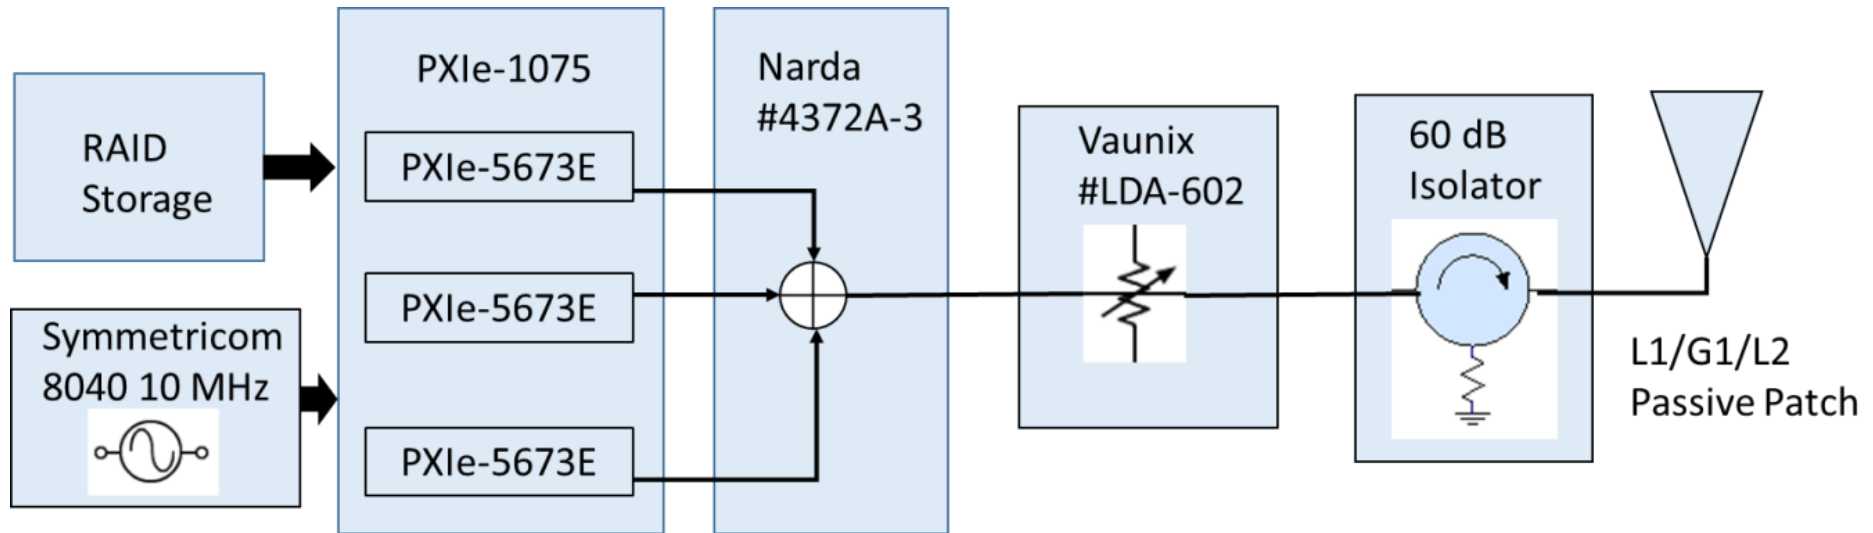 RAID
Storage
Symmetricom
8040 10 MHz
PXIe-1075
PXIe-5673E
PXIe-5673E
PXIe-5673E
Narda
#4372A-3
Vaunix
#LDA-602
60 dB
Isolator
L1/G1/L2
Passive Patch